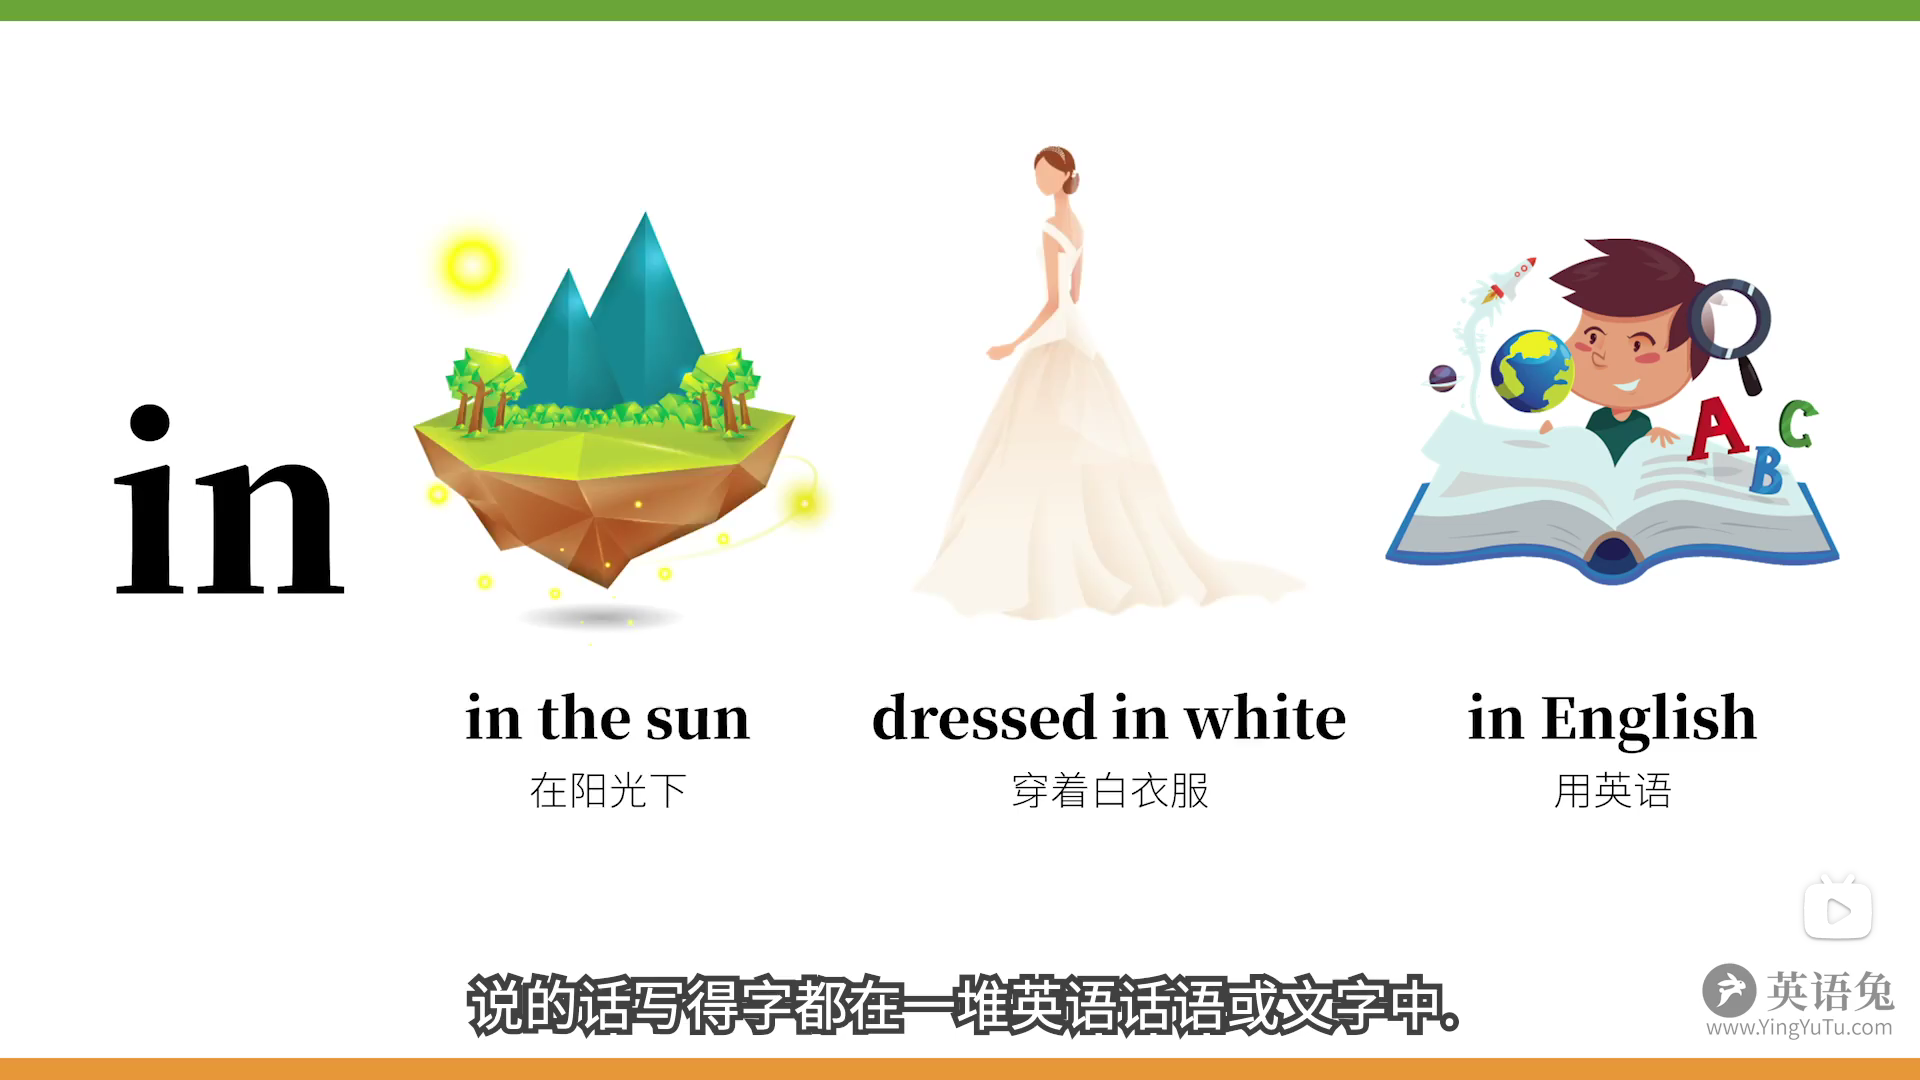 in
in the sun
在阳光下
dressed in white
穿着白衣服
in English
用英语
A
B
C
说的话写得字都在一堆英语话语或文字中。
英语兔
www.YingYuTu.com